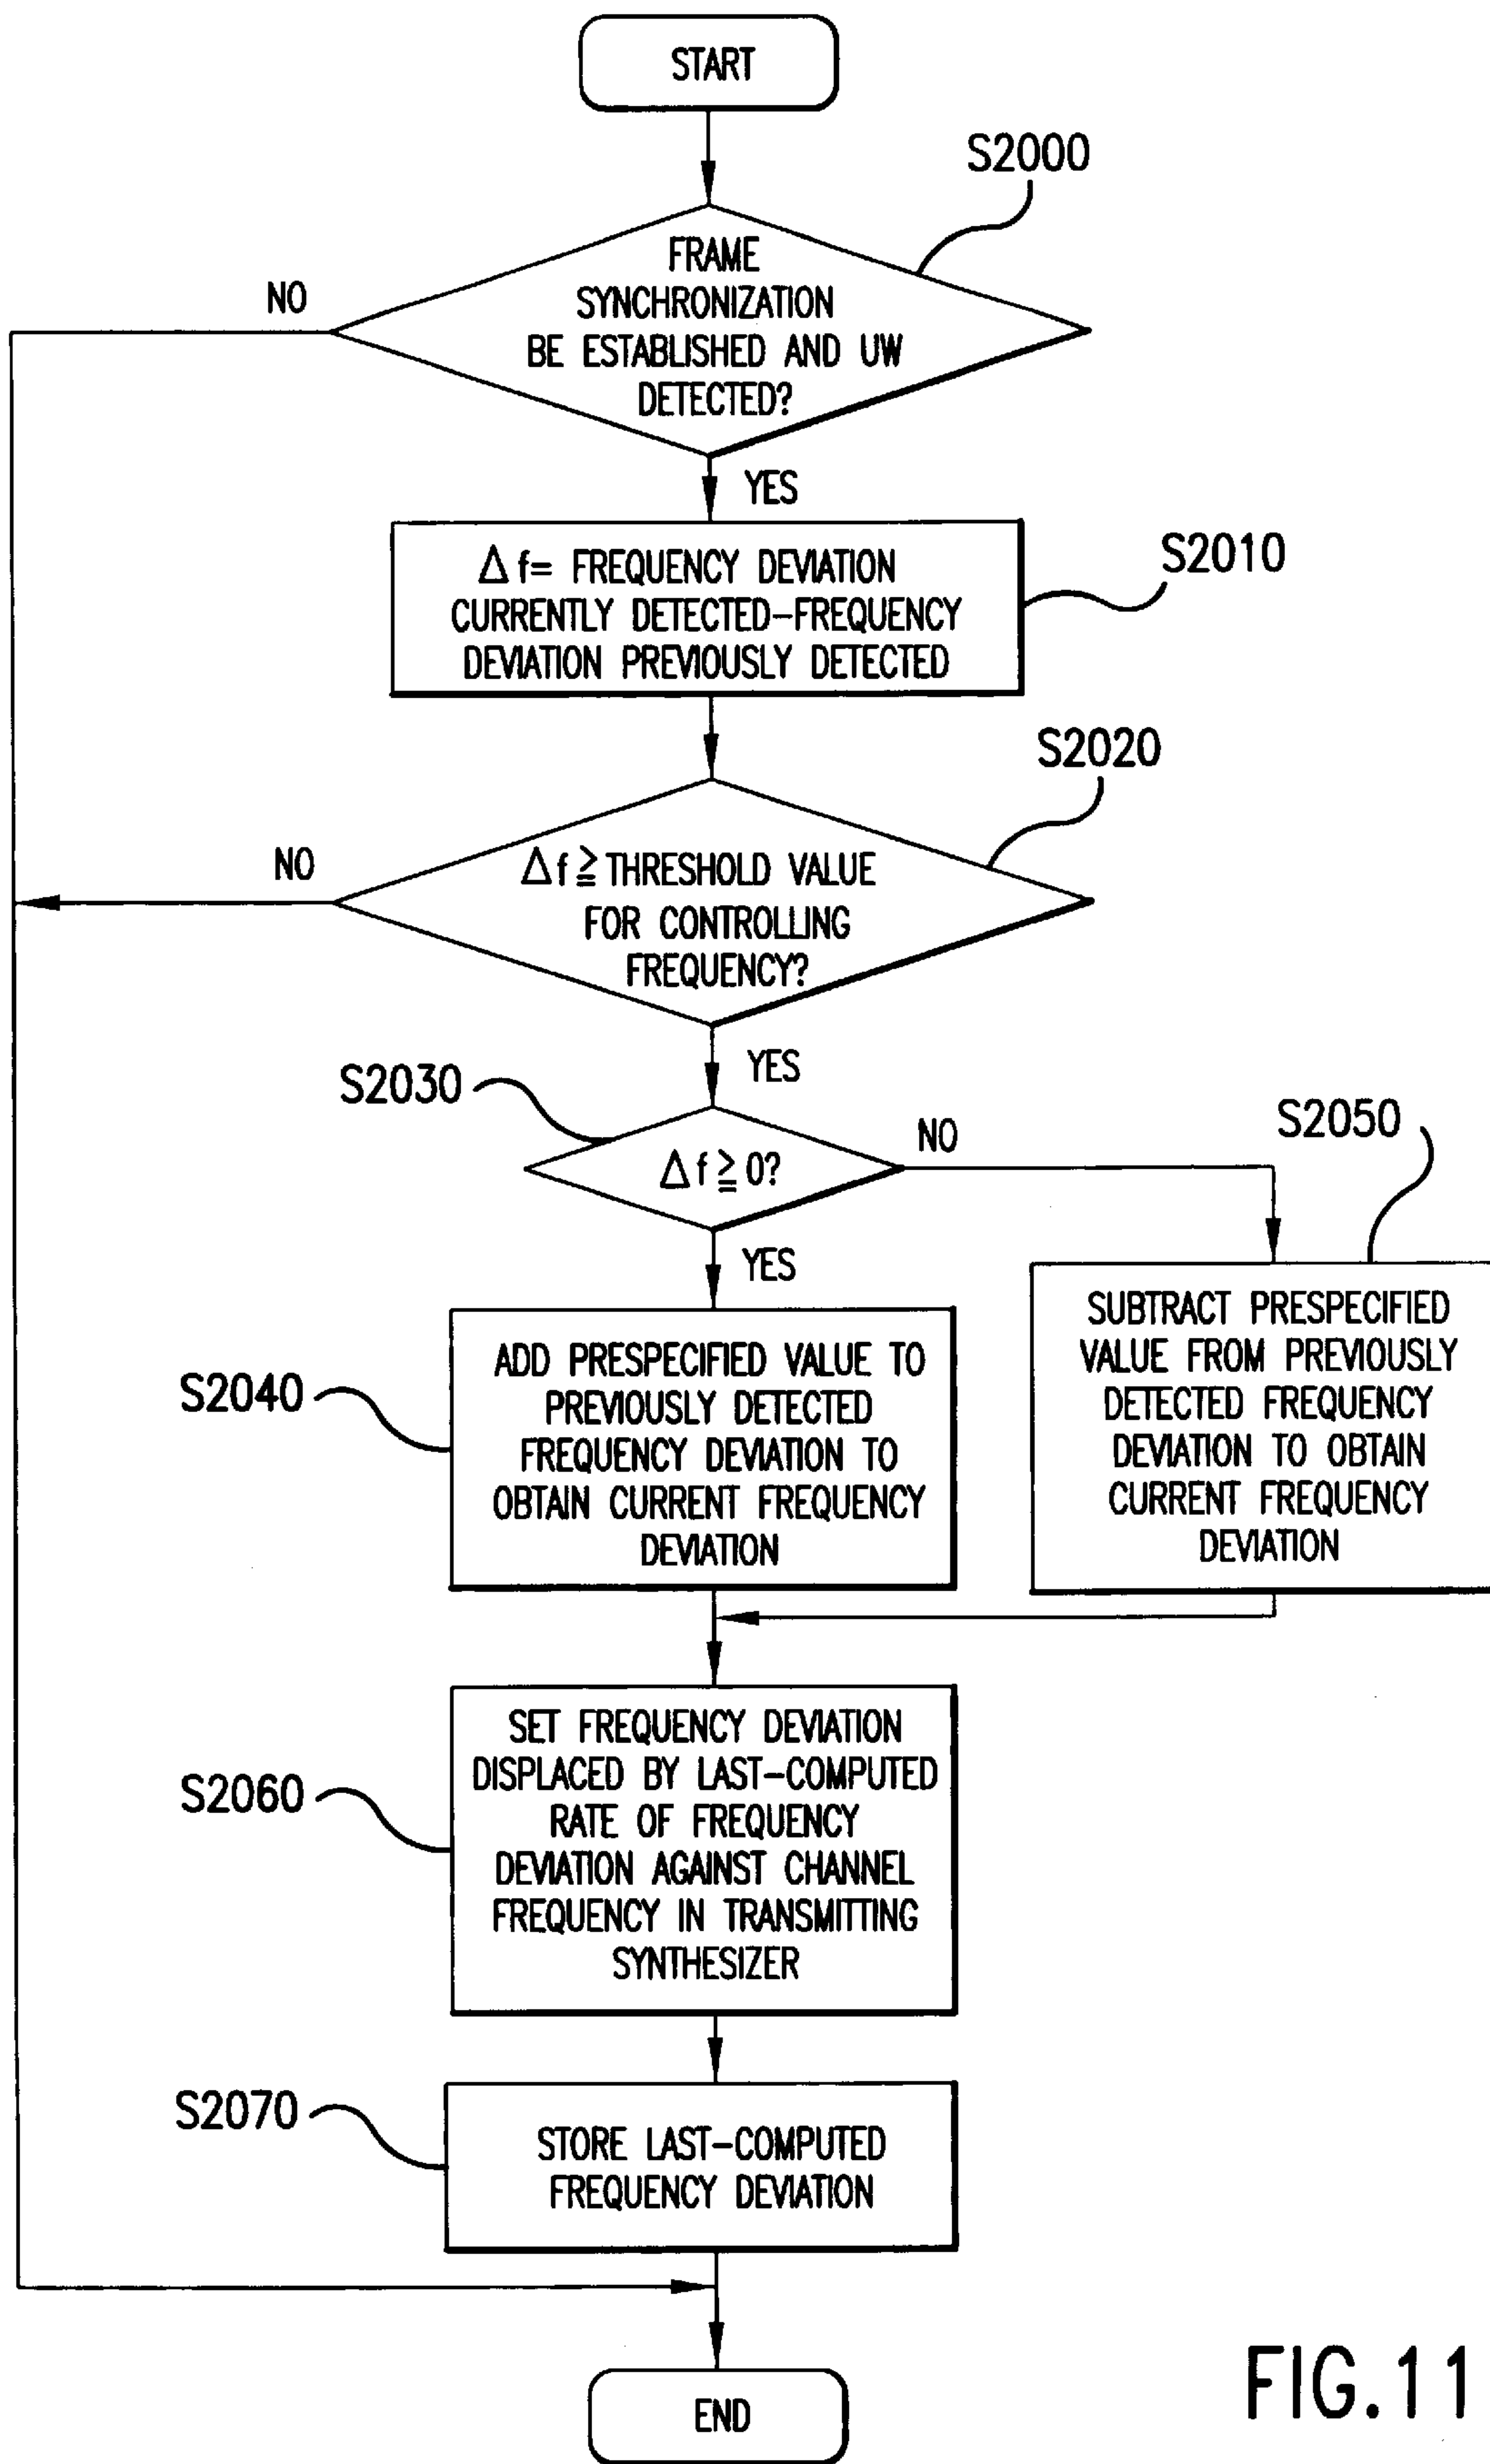 START
S2000
FRAME
SYNCHRONIZATION
BE ESTABLISHED AND UW
DETECTED?
NO
YES
Δf= FREQUENCY DEVIATION
CURRENTLY DETECTED-FREQUENCY
DEVIATION PREVIOUSLY DETECTED
S2010
S2020
Δf≧THRESHOLD VALUE
FOR CONTROLLING
FREQUENCY?
NO
YES
S2030
Δf≧0?
NO
S2050
YES
S2040
ADD PRESPECIFIED VALUE TO
PREVIOUSLY DETECTED
FREQUENCY DEVIATION TO
OBTAIN CURRENT FREQUENCY
DEVIATION
SUBTRACT PRESPECIFIED
VALUE FROM PREVIOUSLY
DETECTED FREQUENCY
DEVIATION TO OBTAIN
CURRENT FREQUENCY
DEVIATION
S2060
SET FREQUENCY DEVIATION
DISPLACED BY LAST-COMPUTED
RATE OF FREQUENCY
DEVIATION AGAINST CHANNEL
FREQUENCY IN TRANSMITTING
SYNTHESIZER
S2070
STORE LAST-COMPUTED
FREQUENCY DEVIATION
END
FIG.11